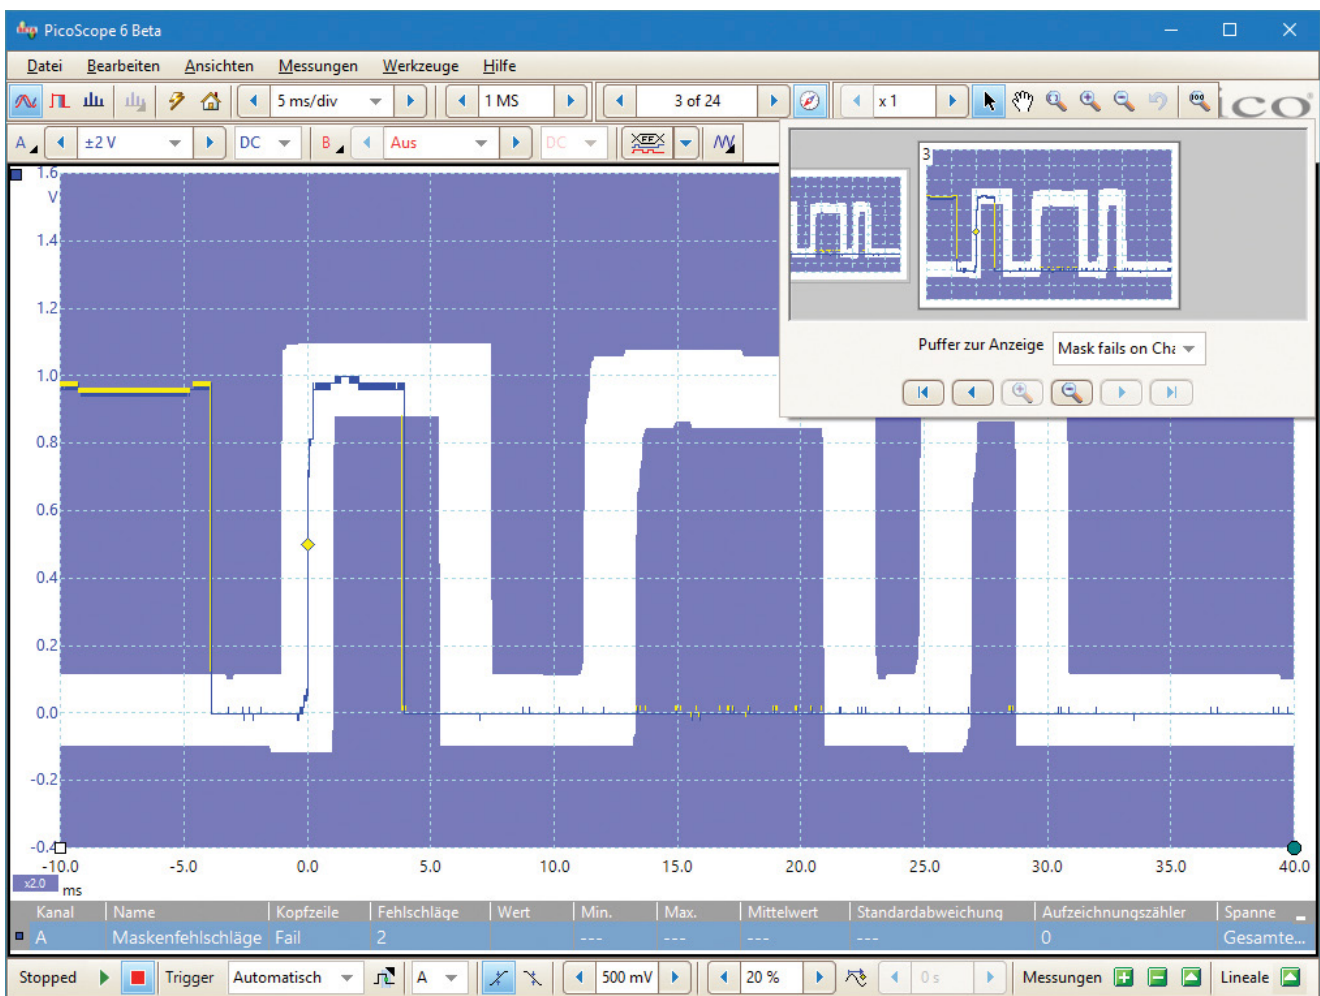 PicoScope 6 Beta
Datei Bearbeiten Ansichten Messungen Werkzeuge Hilfe
5 ms/div 1 MS 3 of 24 x 1 100 ico
A ±2 V DC B Aus DC
3
Puffer zur Anzeige Mask fails on Cha
1.6
V
1.4
1.2
1.0
0.8
0.6
0.4
0.2
0.0
-0.2
-0.4
-10.0 -5.0 0.0 5.0 10.0 15.0 20.0 25.0 30.0 35.0 40.0
x2.0 ms
Kanal Name Kopfzeile Fehlschläge Wert Min. Max. Mittelwert Standardabweichung Aufzeichnungszähler Spanne
A Maskenfehlschläge Fail 2 --- --- --- --- 0 Gesamte...
Stopped Trigger Automatisch A 500 mV 20 % 0 s Messungen Lineale